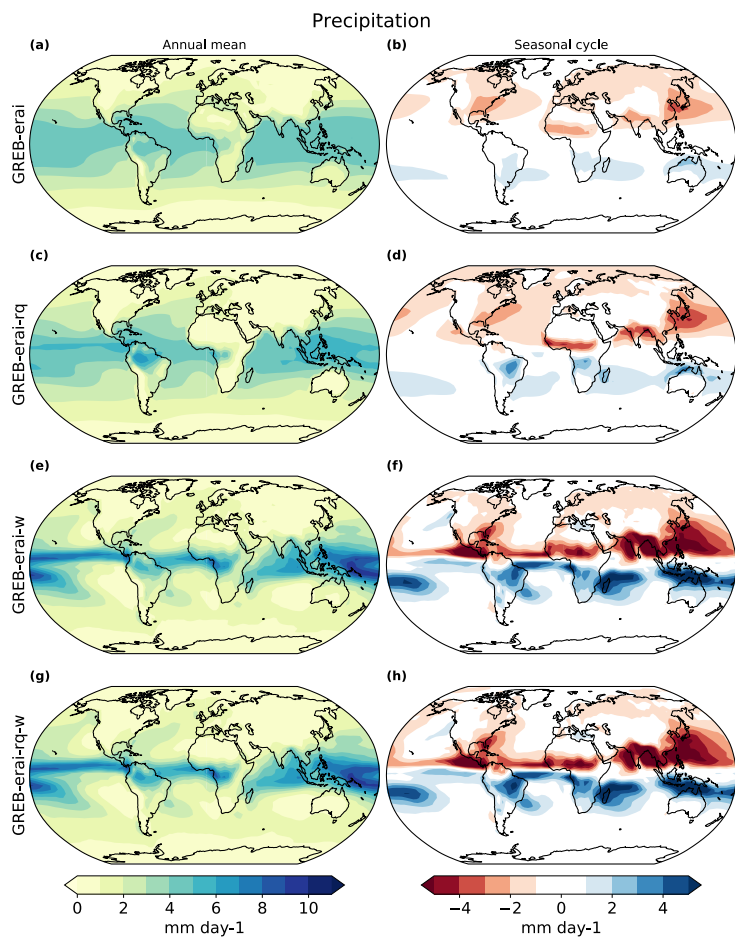 Precipitation
(a) Annual mean (b) Seasonal cycle
GREB-erai
(c) (d)
GREB-erai-rq
(e) (f)
GREB-erai-w
(g) (h)
GREB-erai-rq-w
0 2 4 6 8 10 −4 −2 0 2 4
mm day-1 mm day-1